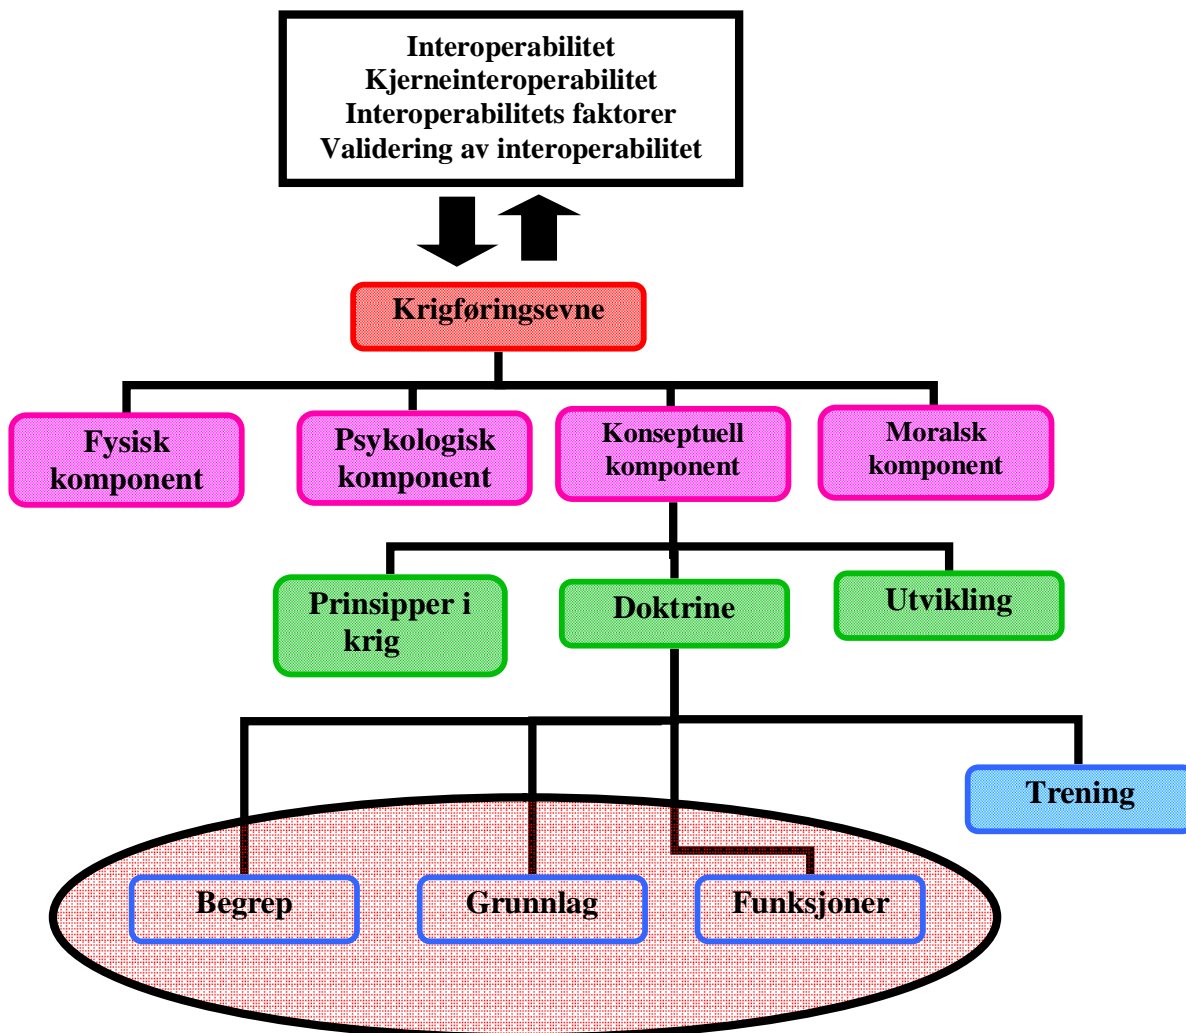 Interoperabilitet
Kjerneinteroperabilitet
Interoperabilitets faktorer
Validering av interoperabilitet
Krigføringsevne
Fysisk
komponent
Psykologisk
komponent
Konseptuell
komponent
Moralsk
komponent
Prinsipper i
krig
Doktrine
Utvikling
Trening
Begrep
Grunnlag
Funksjoner